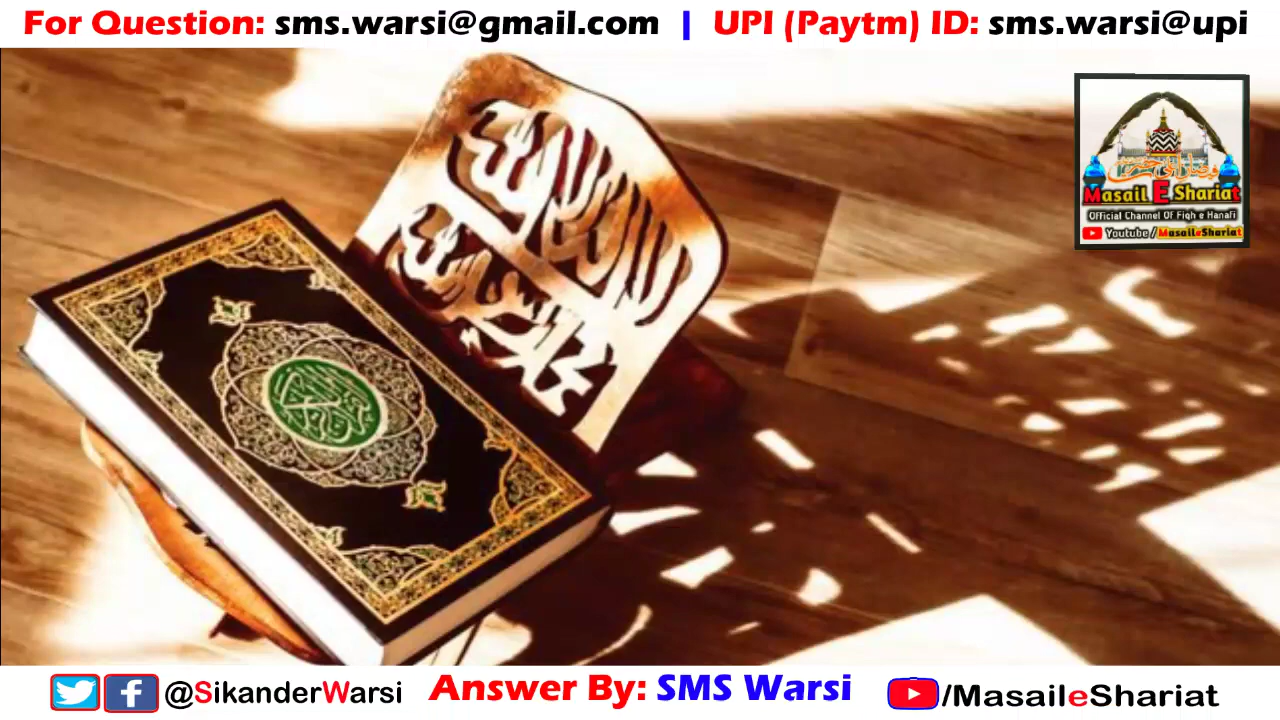 For Question: sms.warsi@gmail.com | UPI (Paytm) ID: sms.warsi@upi
Masail E Shariat
Official Channel Of Fiqh e Hanafi
Youtube / MasaileShariat
@SikanderWarsi
Answer By: SMS Warsi
/MasaileShariat